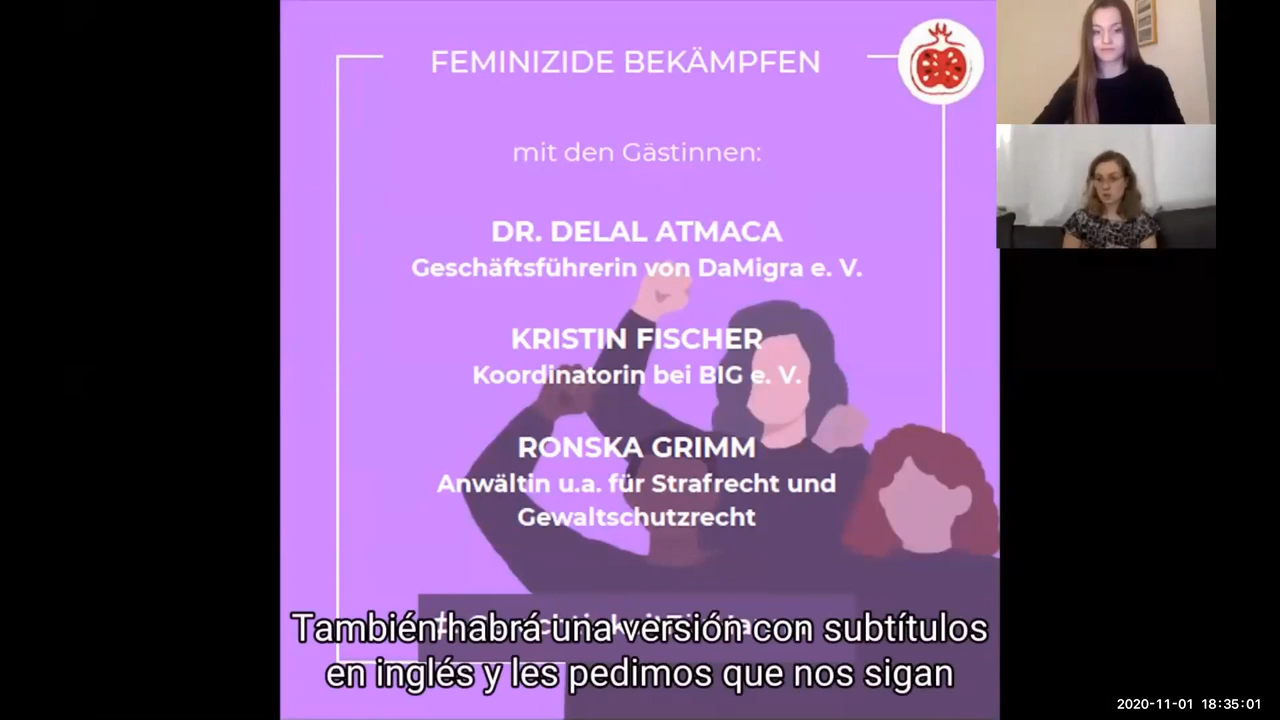 FEMINIZIDE BEKÄMPFEN
mit den Gästinnen:
DR. DELAL ATMACA
Geschäftsführerin von DaMigra e. V.
KRISTIN FISCHER
Koordinatorin bei BIG e. V.
RONSKA GRIMM
Anwältin u.a. für Strafrecht und
Gewaltschutzrecht
También habrá una versión con subtítulos
en inglés y les pedimos que nos sigan
2020-11-01 18:35:01